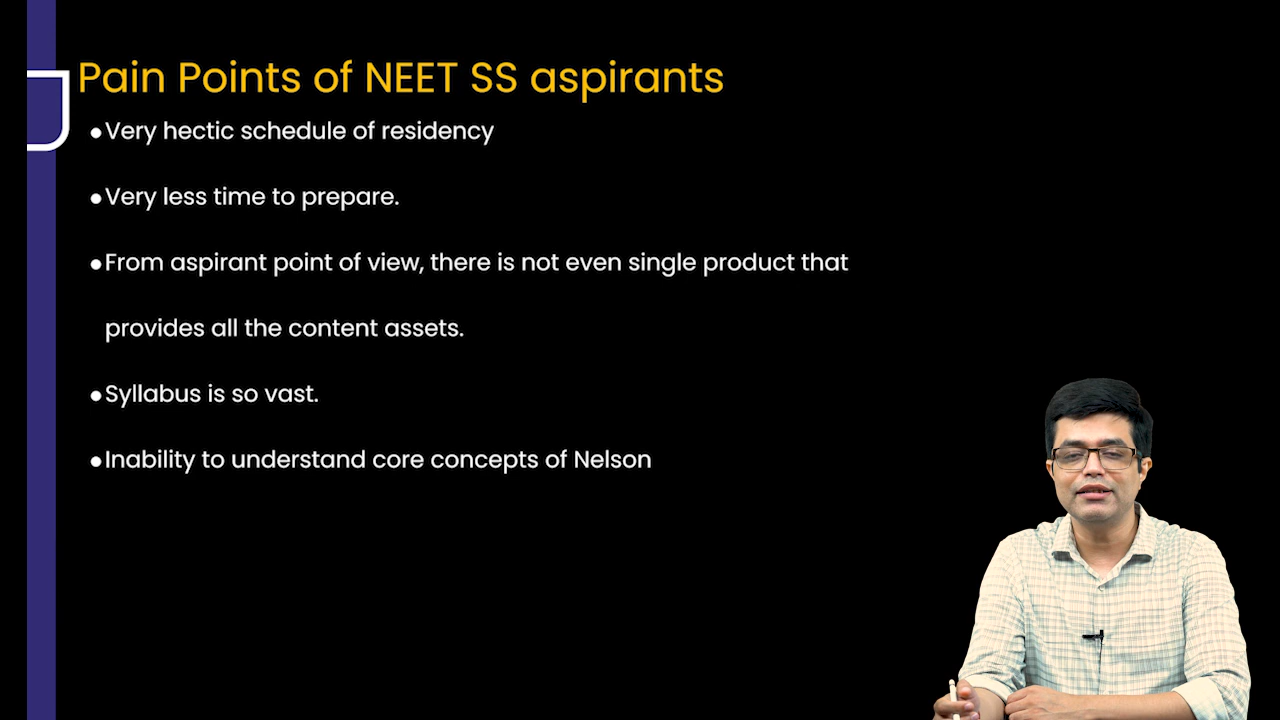 Pain Points of NEET SS aspirants
•Very hectic schedule of residency
•Very less time to prepare.
•From aspirant point of view, there is not even single product that
provides all the content assets.
•Syllabus is so vast.
•Inability to understand core concepts of Nelson